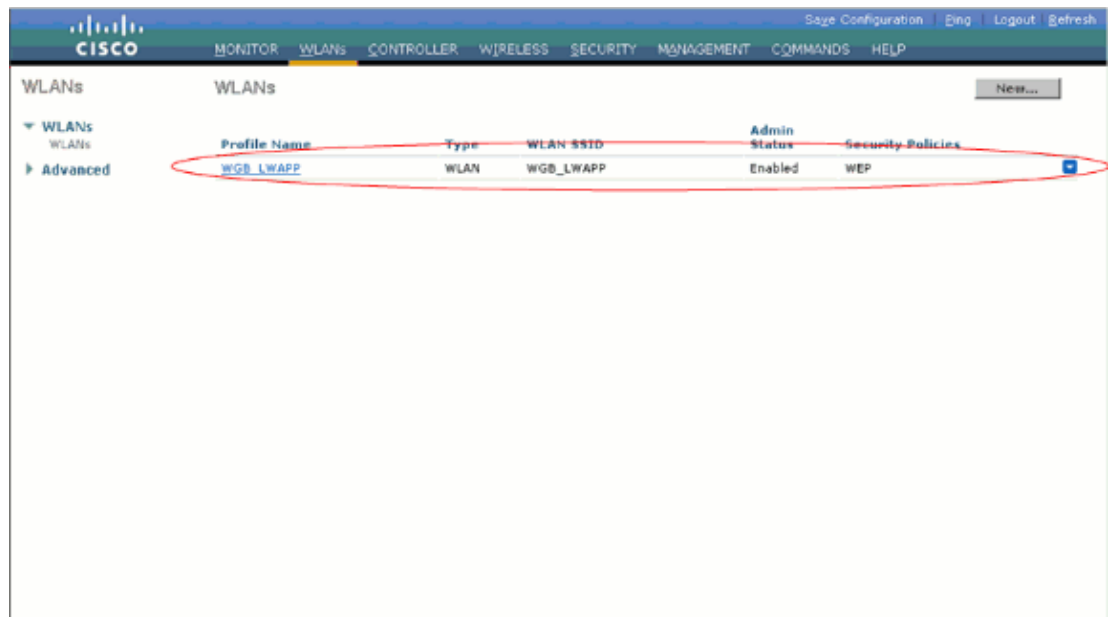 Save Configuration Ping Logout Refresh
CISCO MONITOR WLANs CONTROLLER WIRELESS SECURITY MANAGEMENT COMMANDS HELP
WLANs WLANs New...
WLANs
WLANs
Advanced
Profile Name Type WLAN SSID Admin Status Security Policies
WGB_LWAPP WLAN WGB_LWAPP Enabled WEP